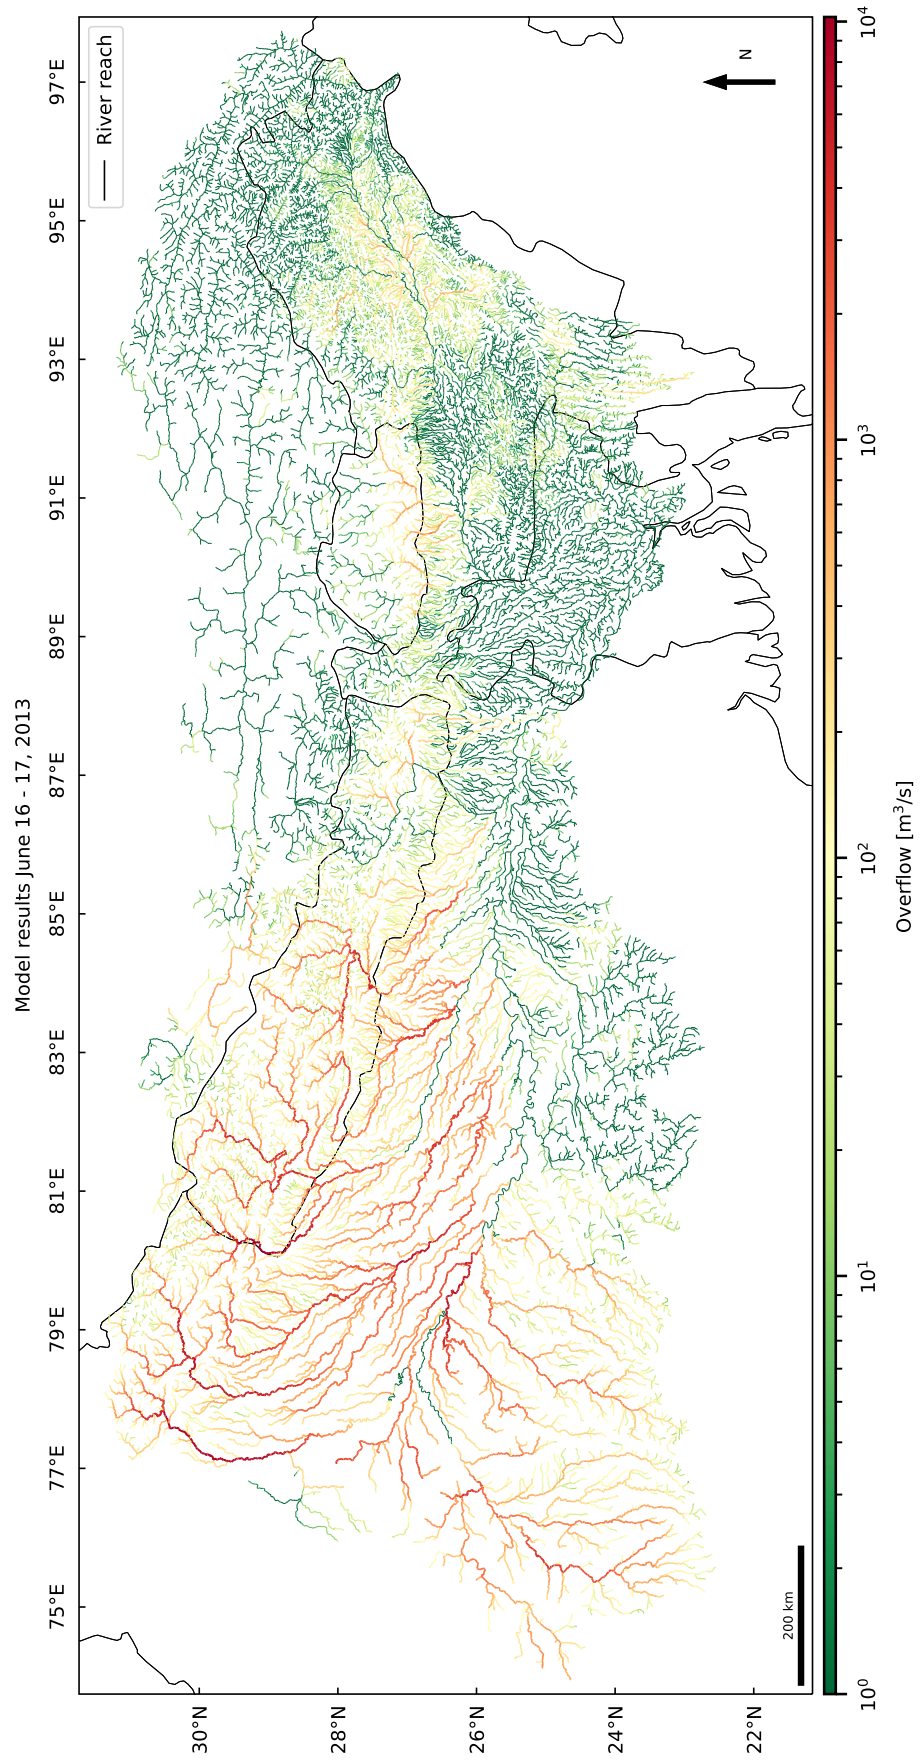 Model results June 16 - 17, 2013
River reach
N
200 km
30°N
28°N
26°N
24°N
22°N
75°E
77°E
79°E
81°E
83°E
85°E
87°E
89°E
91°E
93°E
95°E
97°E
10⁰
10¹
10²
10³
10⁴
Overflow [m³/s]